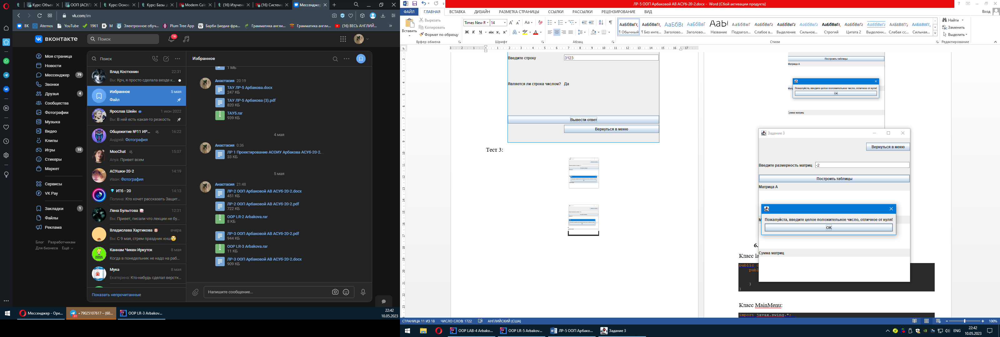 Курс: Объек
ООП (АСУ/Э
Курс: Основ
Курс: Базы д
Modern Cale
(16) Изучен
(16) Система
Мессенджер
vk.com/im
ВК
Aternos
YouTube
1961
M
Электронное обуч...
Plum Tree App
Барби (медиа-фра...
Грамматика англи...
Грамматика англи...
(16) ВЕСЬ АНГЛИЙ...
ВКОНТАКТЕ
Поиск
16
Моя страница
Новости
Мессенджер 79
Звонки
Друзья 4
Сообщества
Фотографии
Музыка
Видео
Клипы
Игры 10
Стикеры
Маркет
Сервисы
VK Pay
Закладки 1
Файлы
Реклама
Блог Разработчикам
Для бизнеса Ещё
Поиск
Влад Костюнин 22:31
Вы: Крч, я просто сделала везде к...
Избранное 5 мая
Файл
Ярослав Шейн 1 июн 2022
Вы: В ней есть какая-то резкость
Общежитие №11 ИР... 16:22
Андрей: Фотография
MooChat 15:07
Anya: Привет всем
АСУшки-20-2 14:19
Иван: Фотография
ИТб - 20 14:13
Полина: Кто хочет рассказать Защит...
Лена Булытова 12:31
Вы: Привет, писали что лекции не бу...
Владислава Хартикова вчера
Вы: С 9 мая, стрем праздник кнш
Каннам Чикен Иркутск 8 мая
Когда в понедельник не надо на раб...
Мука 8 мая
Екатерина: Кто-нибудь сделал верстк...
Показать непрочитанные
Избранное
1 МБ
Анастасия 20:19
ТАУ ЛР-5 Арбакова.docx
247 КБ
ТАУ ЛР-5 Арбакова (3).pdf
820 КБ
ТАУ5.rar
939 КБ
4 мая
Анастасия 0:36
ЛР 1 Проектирование АСОИУ Арбакова АСУб-20-2...
33 КБ
5 мая
Анастасия 21:48
ЛР-2 ООП Арбаковой АВ АСУб-20-2.docx
451 КБ
ЛР-2 ООП Арбаковой АВ АСУб-20-2.pdf
722 КБ
OOP LR-2 Arbakova.rar
8 КБ
ЛР-3 ООП Арбаковой АВ АСУб-20-2.pdf
944 КБ
OOP LR-3 Arbakova.rar
11 КБ
ЛР-3 ООП Арбаковой АВ АСУб-20-2.docx
909 КБ
Напишите сообщение...
Мессенджер - Оpe...
91
+79025107617 – (60...
OOP LR-3 Arbakov...
22:42
10.05.2023
ЛР-5 ООП Арбаковой АВ АСУб-20-2.docx - Word (Сбой активации продукта)
ФАЙЛ
ГЛАВНАЯ
ВСТАВКА
ДИЗАЙН
РАЗМЕТКА СТРАНИЦЫ
ССЫЛКИ
РАССЫЛКИ
РЕЦЕНЗИРОВАНИЕ
ВИД
Вход
Вставить
Вырезать
Копировать
Формат по образцу
Буфер обмена
Times New R
14
Шрифт
Абзац
¶ Обычный
¶ Без инте...
Заголово...
Заголово...
Название
Подзагол...
Слабое в...
Выделение
Сильное...
Строгий
Цитата 2
Выделенн...
Слабая сс...
Сильная...
Стили
Найти
Заменить
Выделить
Редактирование
Введите строку 3123
Является ли строка числом? Да
Вывести ответ
Вернуться в меню
Тест 3:
Построить таблицы
Матрица А
Пожалуйста, введите целое положительное число, отличное от нуля!
OK
Сумма матриц
Задание 3
Вернуться в меню
Введите размерность матриц -2
Построить таблицы
Матрица А
Пожалуйста, введите целое положительное число, отличное от нуля!
OK
Сумма матриц
6.
Класс la
public c
publ
}
}
Класс MainMenu:
import javax.swing.*;
СТРАНИЦА 11 ИЗ 18
ЧИСЛО СЛОВ: 1722
АНГЛИЙСКИЙ (США)
100%
OOP LAB-4 Arbako...
OOP LR-5 Arbakov...
ЛР-5 ООП Арбако...
Задание 3
ENG
22:42
10.05.2023